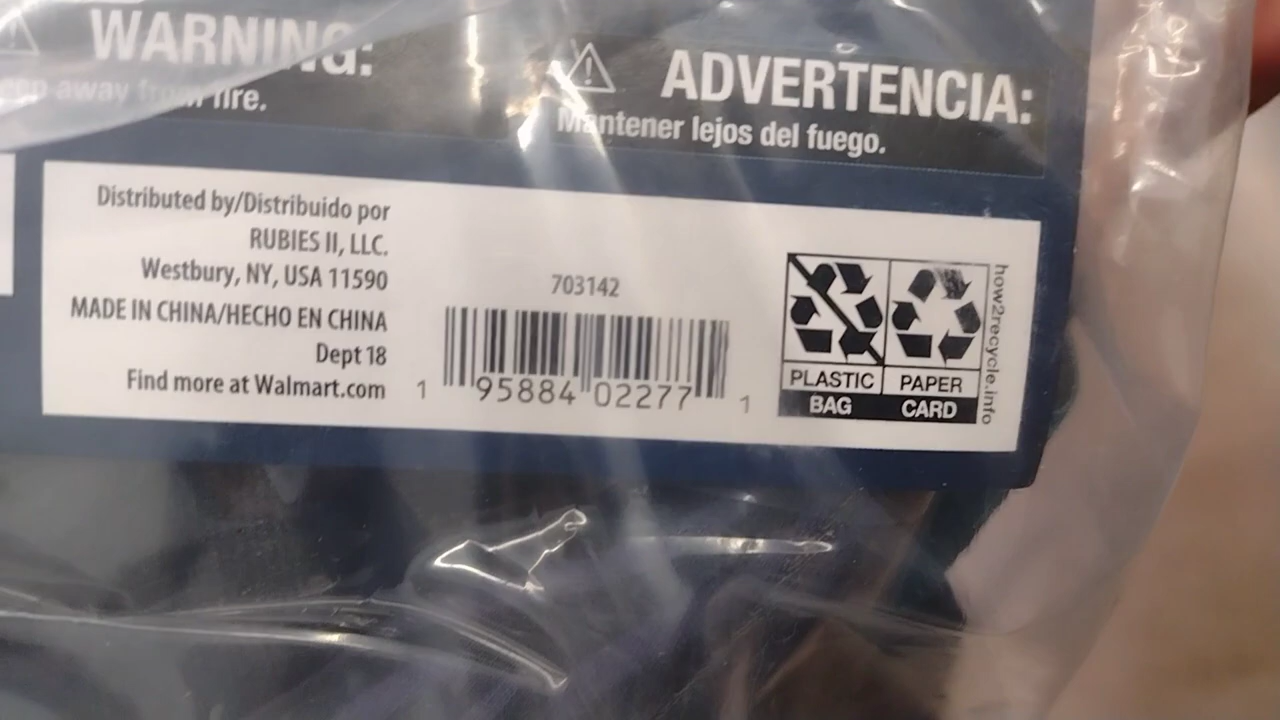 WARNING:
away from fire.
ADVERTENCIA:
Mantener lejos del fuego.
Distributed by/Distribuido por
RUBIES II, LLC.
Westbury, NY, USA 11590
MADE IN CHINA/HECHO EN CHINA
Dept 18
Find more at Walmart.com
703142
1 95884 02277 1
PLASTIC
BAG
PAPER
CARD
how2recycle.info